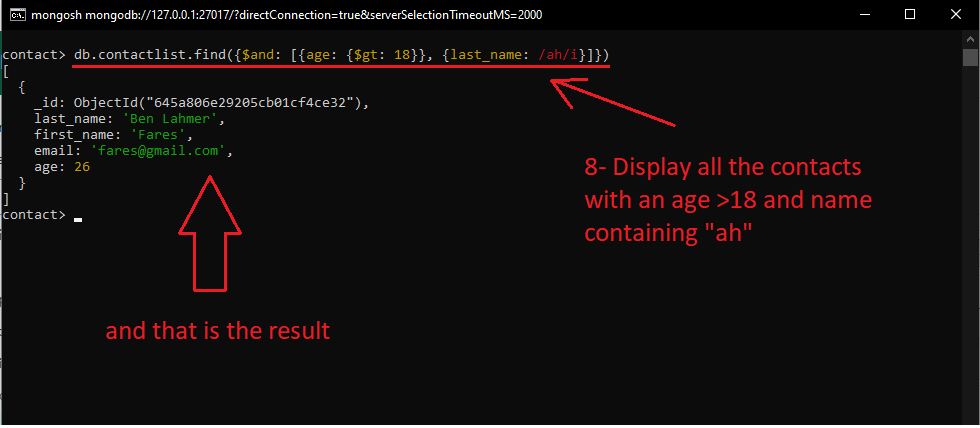 mongosh mongodb://127.0.0.1:27017/?directConnection=true&serverSelectionTimeoutMS=2000
contact> db.contactlist.find({$and: [{age: {$gt: 18}}, {last_name: /ah/i}]})
[
  {
    _id: ObjectId("645a806e29205cb01cf4ce32"),
    last_name: 'Ben Lahmer',
    first_name: 'Fares',
    email: 'fares@gmail.com',
    age: 26
  }
]
contact>
8- Display all the contacts
with an age >18 and name
containing "ah"
and that is the result